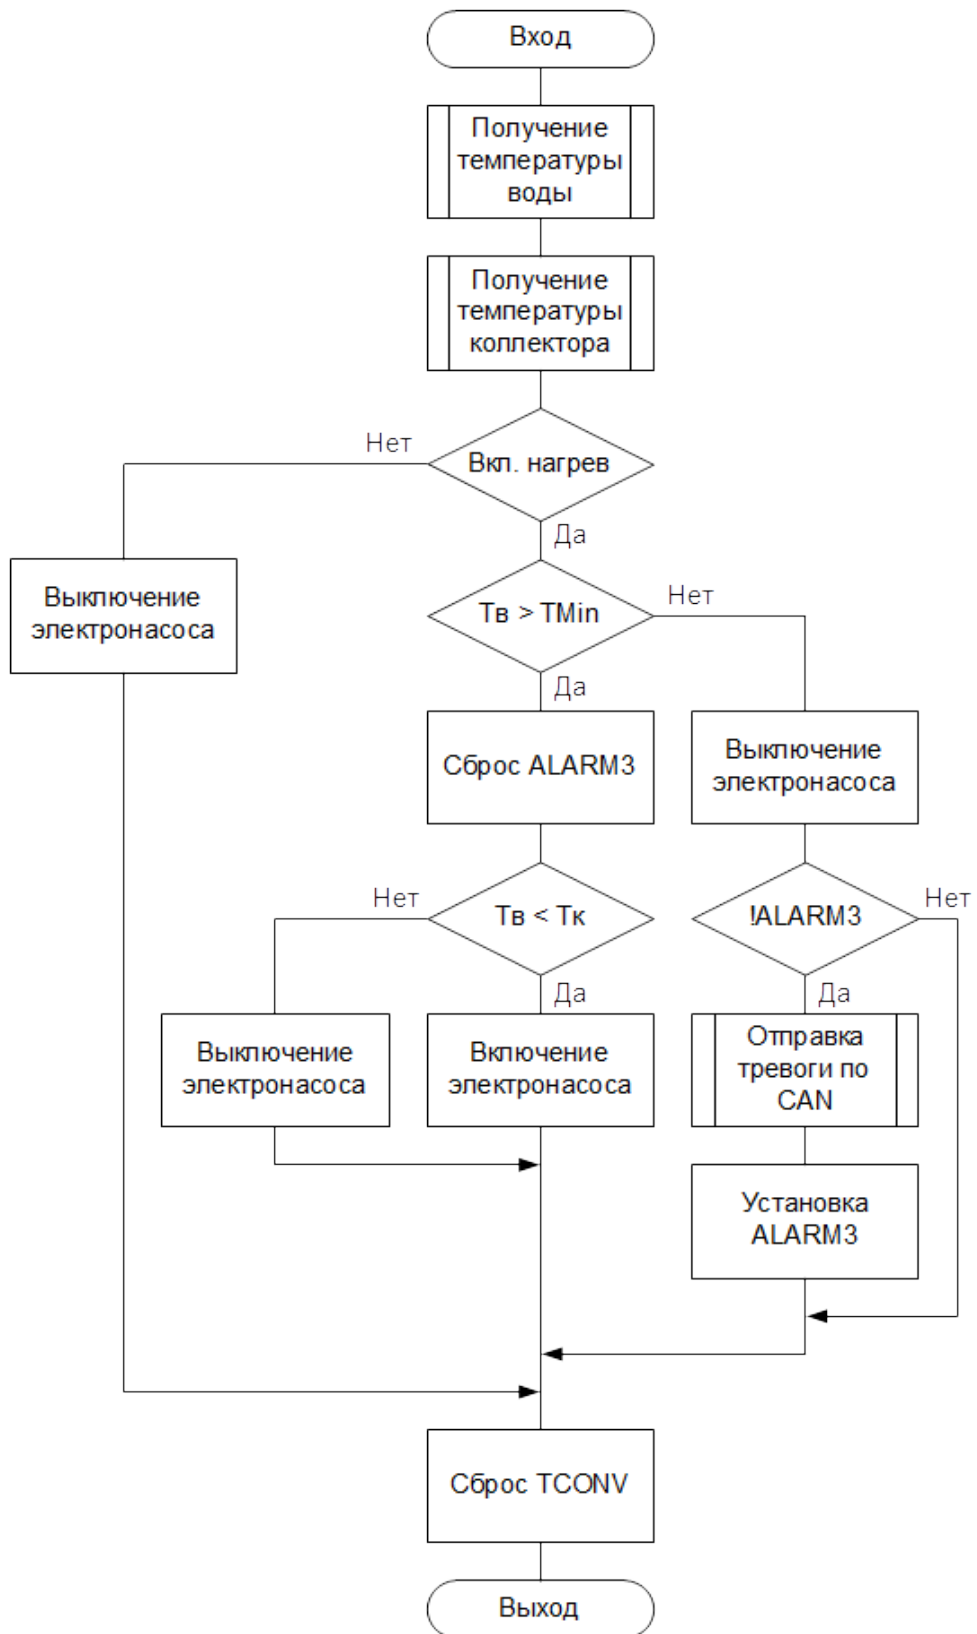 Вход
Получение
температуры
воды
Получение
температуры
коллектора
Нет
Вкл. нагрев
Да
Выключение
электронасоса
Тв > TMin
Нет
Да
Сброс ALARM3
Выключение
электронасоса
Нет
Тв < Тк
Да
!ALARM3
Нет
Да
Выключение
электронасоса
Включение
электронасоса
Отправка
тревоги по
CAN
Установка
ALARM3
Сброс TCONV
Выход